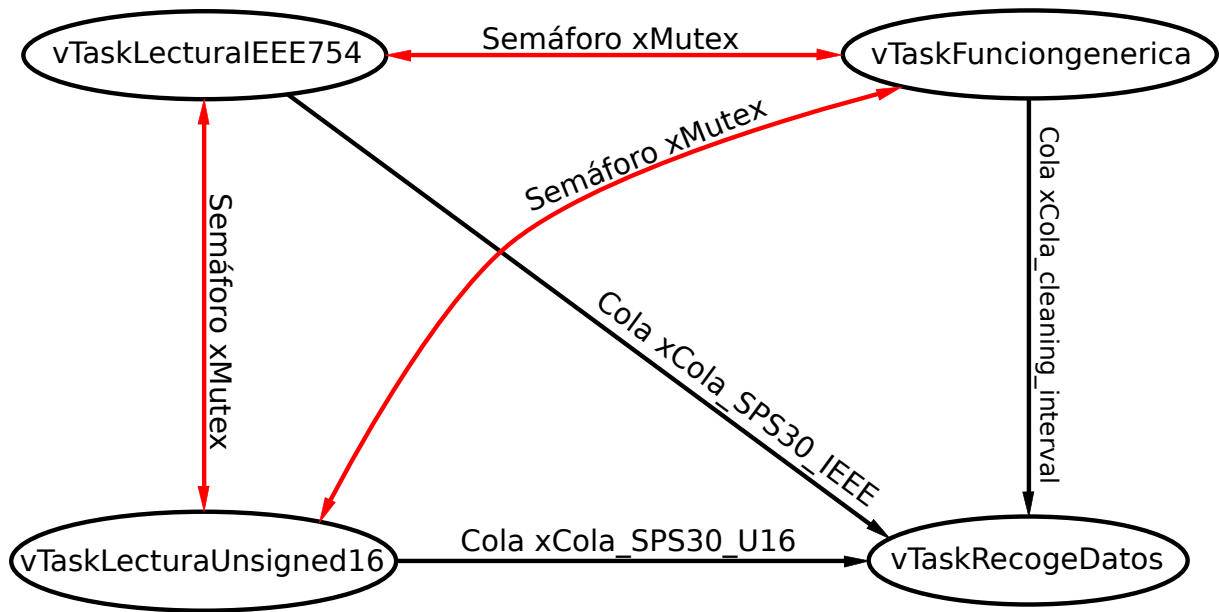 vTaskLecturaIEEE754
Semáforo xMutex
vTaskFunciongenerica
Semáforo xMutex
Semáforo xMutex
Cola xCola_cleaning_interval
Cola xCola_SPS30_IEEE
vTaskLecturaUnsigned16
Cola xCola_SPS30_U16
vTaskRecogeDatos